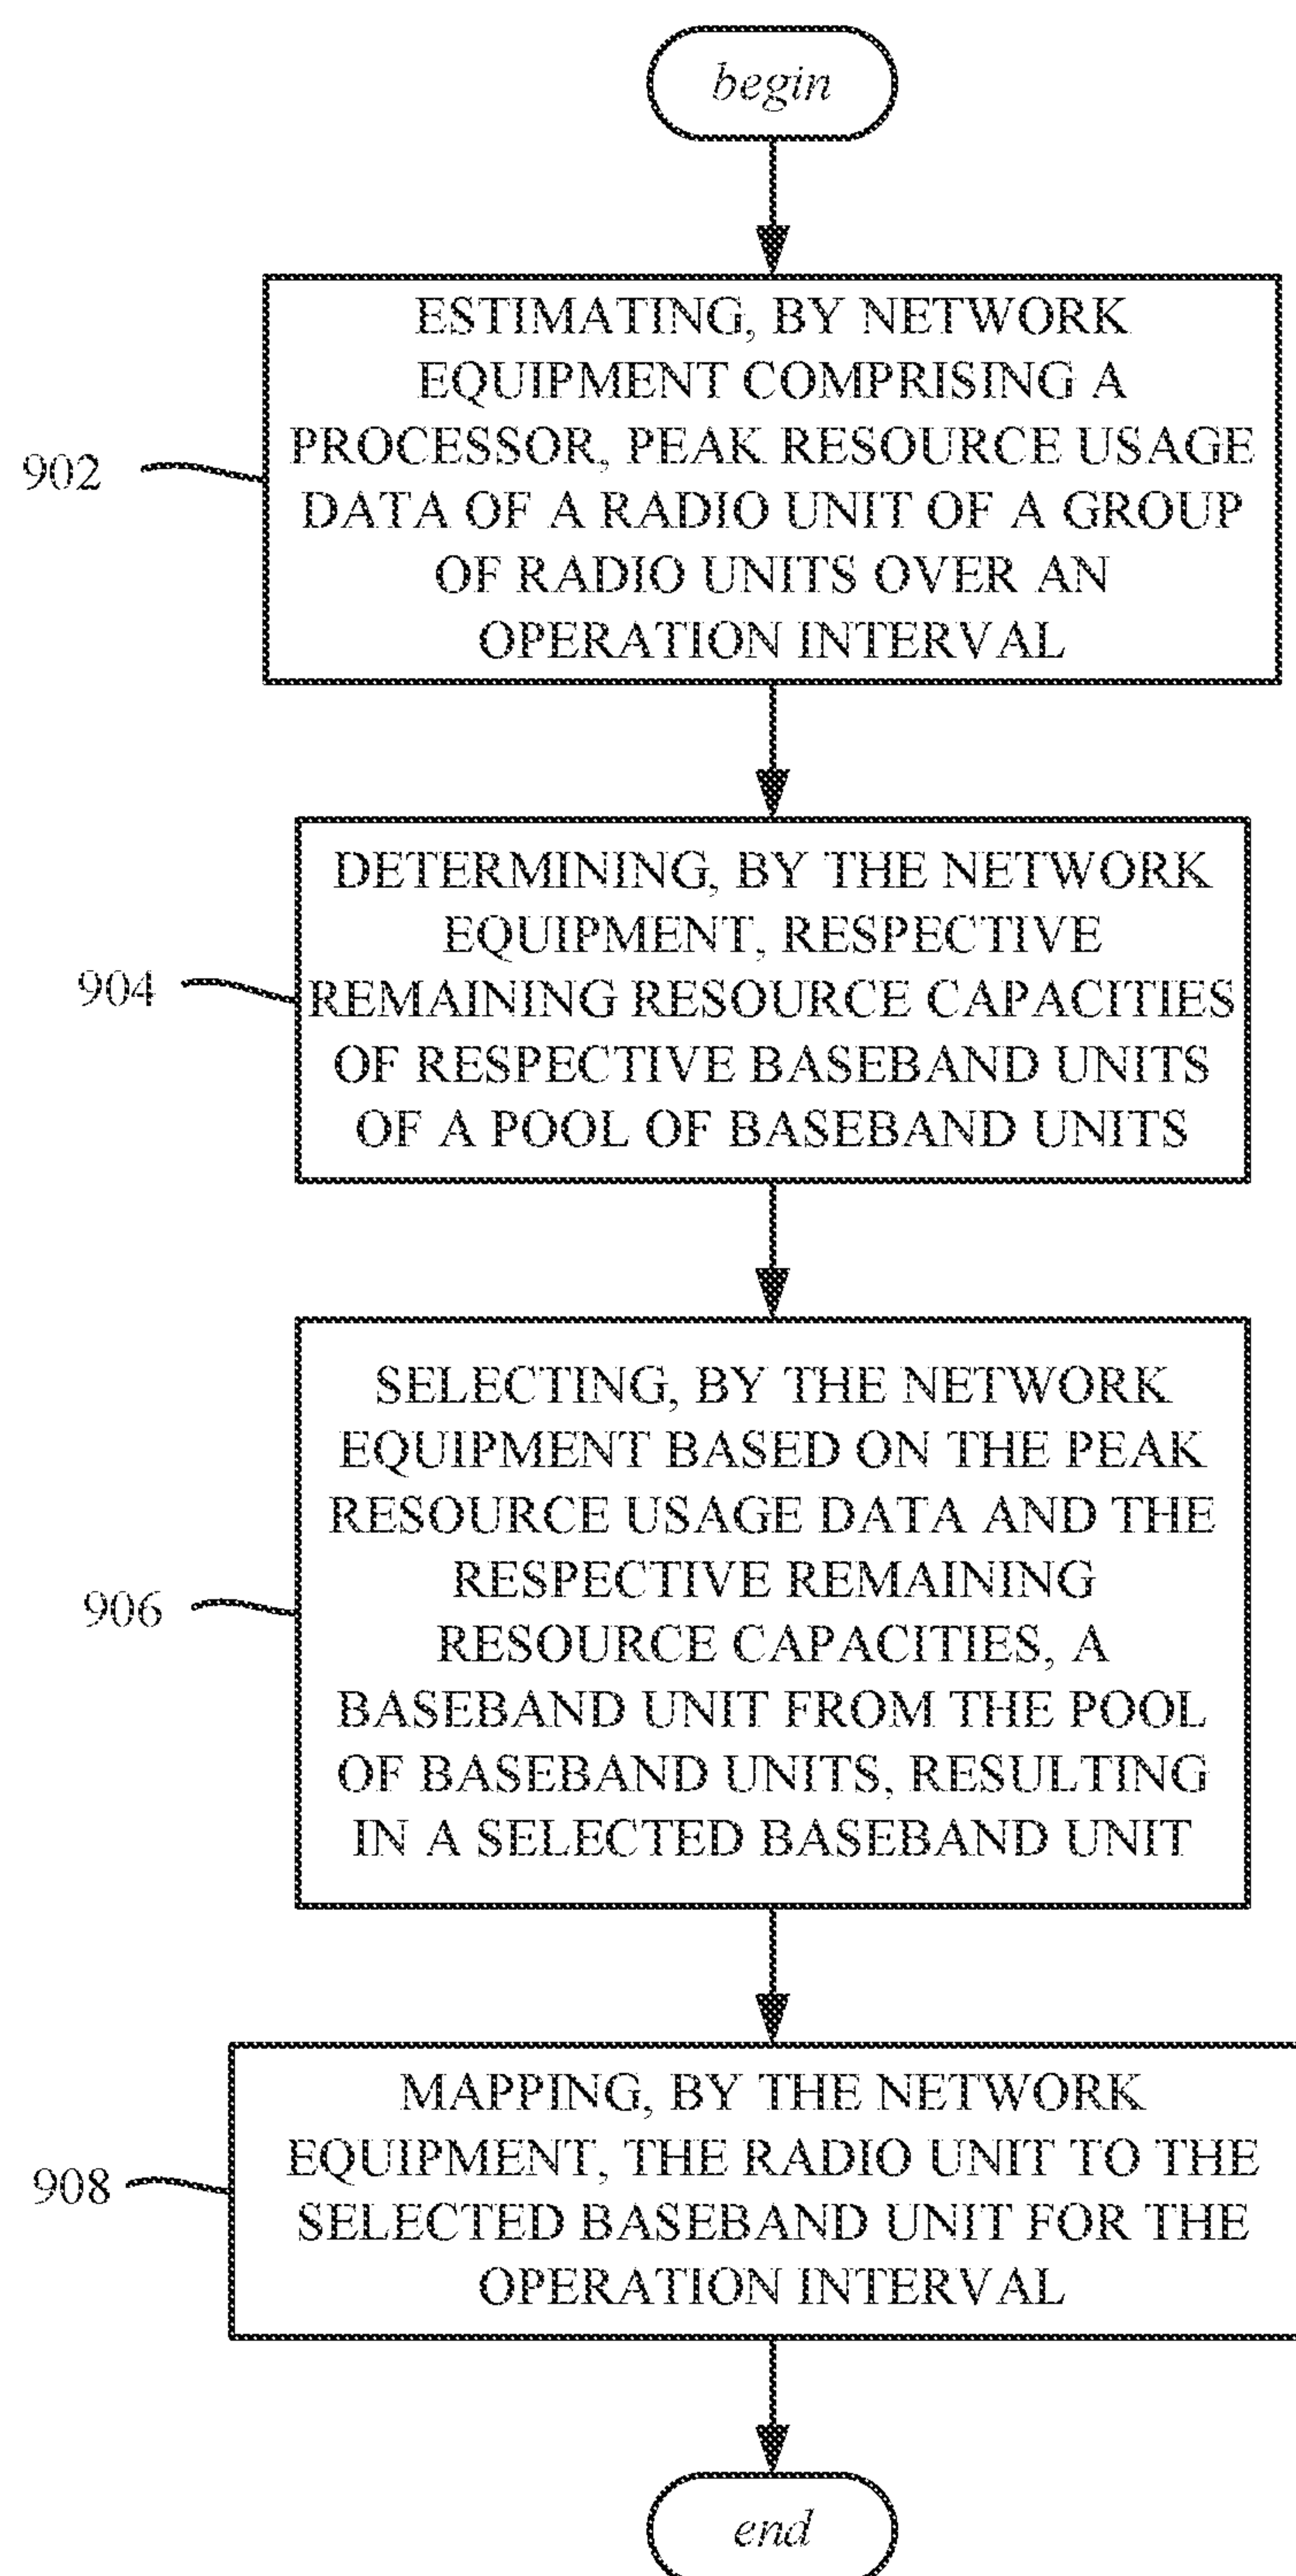 begin
ESTIMATING, BY NETWORK
EQUIPMENT COMPRISING A
PROCESSOR, PEAK RESOURCE USAGE
902
DATA OF A RADIO UNIT OF A GROUP
OF RADIO UNITS OVER AN
OPERATION INTERVAL
DETERMINING, BY THE NETWORK
EQUIPMENT, RESPECTIVE
904
REMAINING RESOURCE CAPACITIES
OF RESPECTIVE BASEBAND UNITS
OF A POOL OF BASEBAND UNITS
SELECTING, BY THE NETWORK
EQUIPMENT BASED ON THE PEAK
RESOURCE USAGE DATA AND THE
RESPECTIVE REMAINING
906
RESOURCE CAPACITIES, A
BASEBAND UNIT FROM THE POOL
OF BASEBAND UNITS, RESULTING
IN A SELECTED BASEBAND UNIT
MAPPING, BY THE NETWORK
EQUIPMENT, THE RADIO UNIT TO THE
908
SELECTED BASEBAND UNIT FOR THE
OPERATION INTERVAL
end